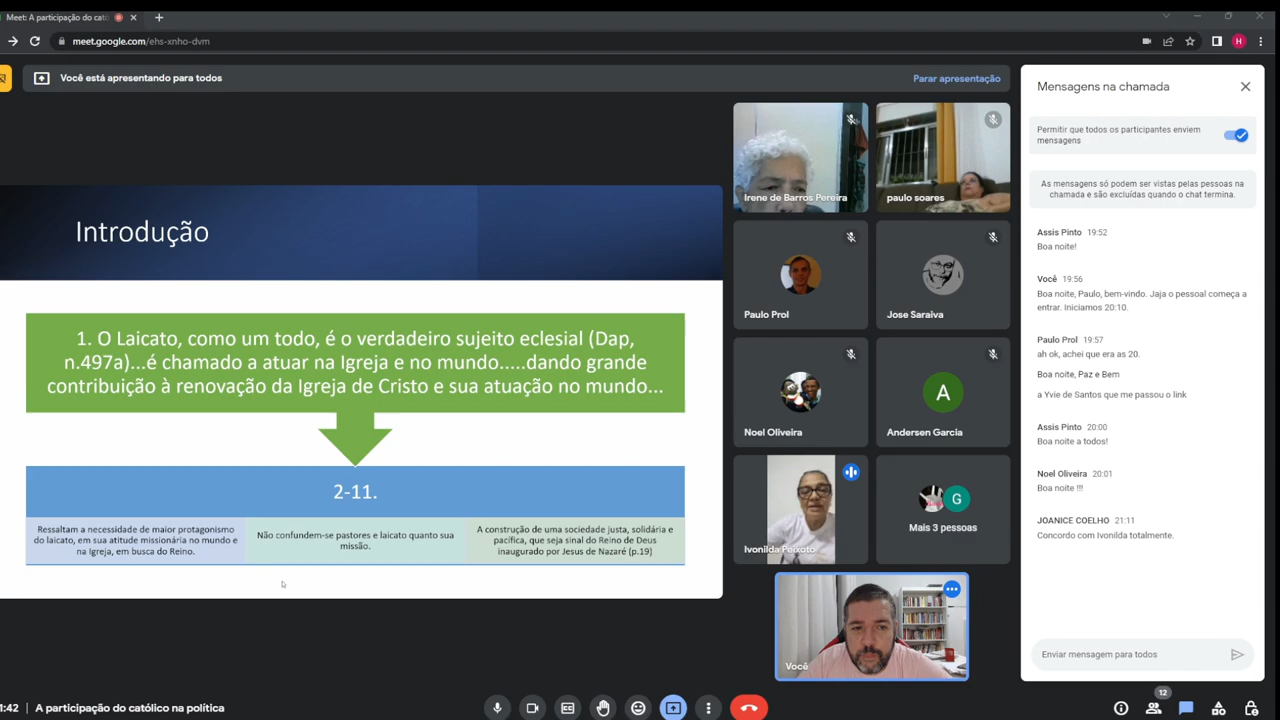 Meet: A participação do cató
meet.google.com/ehs-xnho-dvm
H
Você está apresentando para todos
Parar apresentação
Introdução
1. O Laicato, como um todo, é o verdadeiro sujeito eclesial (Dap,
n.497a)...é chamado a atuar na Igreja e no mundo.....dando grande
contribuição à renovação da Igreja de Cristo e sua atuação no mundo...
2-11.
Ressaltam a necessidade de maior protagonismo
do laicato, em sua atitude missionária no mundo e
na Igreja, em busca do Reino.
Não confundem-se pastores e laicato quanto sua
missão.
A construção de uma sociedade justa, solidária e
pacífica, que seja sinal do Reino de Deus
inaugurado por Jesus de Nazaré (p.19)
Irene de Barros Pereira
paulo soares
Paulo Prol
Jose Saraiva
Noel Oliveira
A
Andersen Garcia
Ivonilda Peixoto
G
Mais 3 pessoas
Você
Mensagens na chamada
Permitir que todos os participantes enviem
mensagens
As mensagens só podem ser vistas pelas pessoas na
chamada e são excluídas quando o chat termina.
Assis Pinto 19:52
Boa noite!
Você 19:56
Boa noite, Paulo, bem-vindo. Jaja o pessoal começa a
entrar. Iniciamos 20:10.
Paulo Prol 19:57
ah ok, achei que era as 20.
Boa noite, Paz e Bem
a Yvie de Santos que me passou o link
Assis Pinto 20:00
Boa noite a todos!
Noel Oliveira 20:01
Boa noite !!!
JOANICE COELHO 21:11
Concordo com Ivonilda totalmente.
Enviar mensagem para todos
1:42 | A participação do católico na política
12